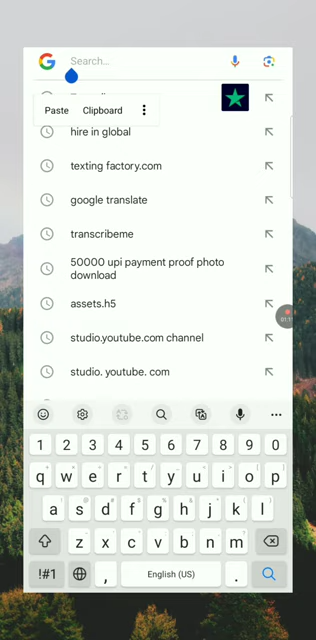 Search...
Paste Clipboard
hire in global
texting factory.com
google translate
transcribeme
50000 upi payment proof photo
download
assets.h5
studio.youtube.com channel
studio. youtube. com
1 2 3 4 5 6 7 8 9 0
q w e r t y u i o p
a s d f g h j k l
z x c v b n m
!#1 , English (US) .